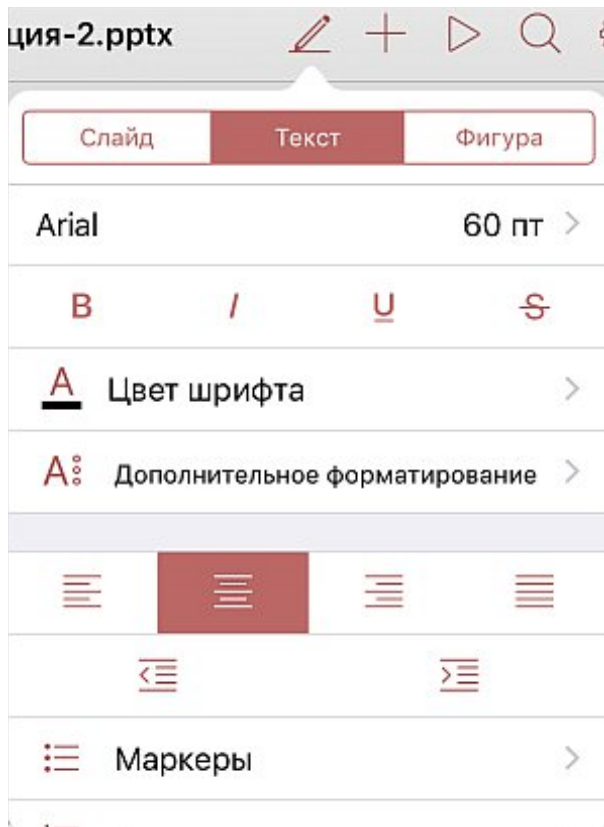 ция-2.pptx
Слайд Текст Фигура
Arial 60 пт
B I U S
A Цвет шрифта
A Дополнительное форматирование
Маркеры